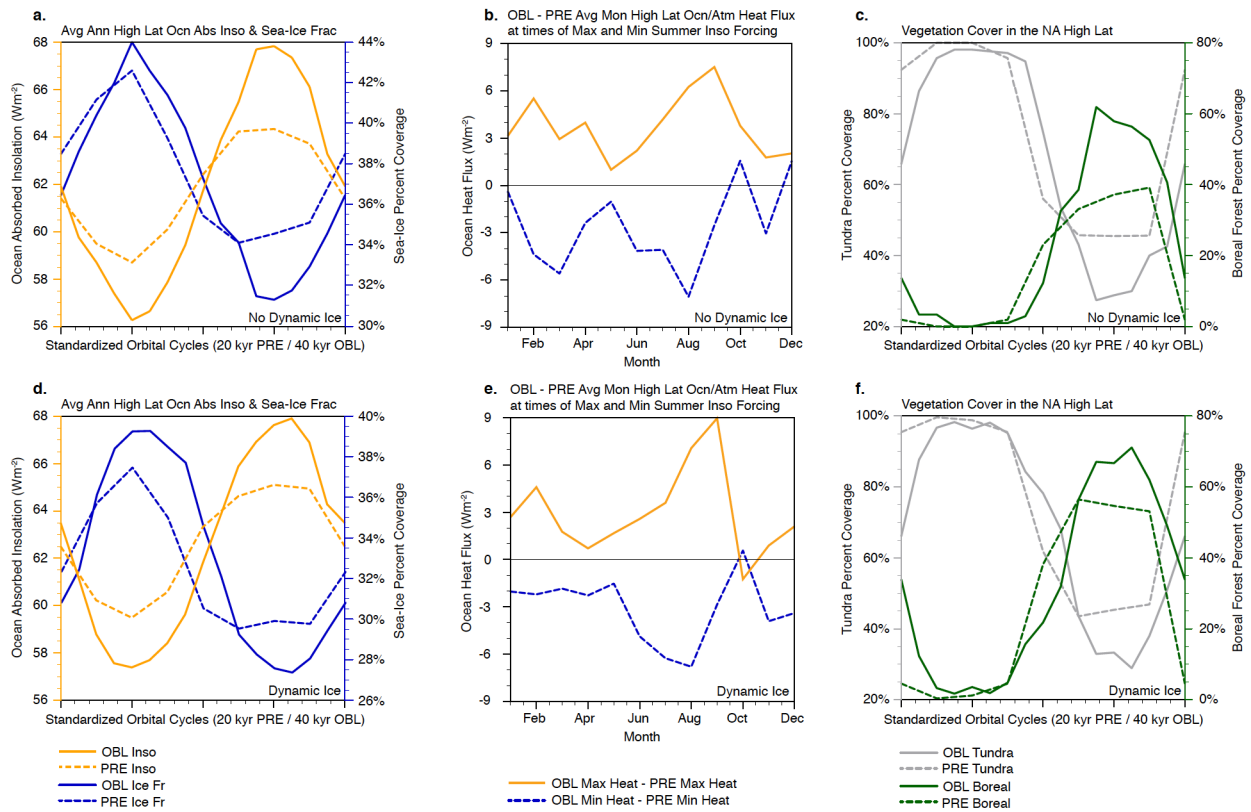 a.
Avg Ann High Lat Ocn Abs Inso & Sea-Ice Frac
68
66
64
62
60
58
56
Ocean Absorbed Insolation (Wm⁻²)
44%
42%
40%
38%
36%
34%
32%
30%
Sea-Ice Percent Coverage
No Dynamic Ice
Standardized Orbital Cycles (20 kyr PRE / 40 kyr OBL)
b.
OBL - PRE Avg Mon High Lat Ocn/Atm Heat Flux
at times of Max and Min Summer Inso Forcing
9
6
3
0
-3
-6
-9
Ocean Heat Flux (Wm⁻²)
No Dynamic Ice
Feb Apr Jun Aug Oct Dec
Month
c.
Vegetation Cover in the NA High Lat
100%
80%
60%
40%
20%
Tundra Percent Coverage
80%
60%
40%
20%
0%
Boreal Forest Percent Coverage
No Dynamic Ice
Standardized Orbital Cycles (20 kyr PRE / 40 kyr OBL)
d.
Avg Ann High Lat Ocn Abs Inso & Sea-Ice Frac
68
66
64
62
60
58
56
Ocean Absorbed Insolation (Wm⁻²)
40%
38%
36%
34%
32%
30%
28%
26%
Sea-Ice Percent Coverage
Dynamic Ice
Standardized Orbital Cycles (20 kyr PRE / 40 kyr OBL)
OBL Inso
PRE Inso
OBL Ice Fr
PRE Ice Fr
e.
OBL - PRE Avg Mon High Lat Ocn/Atm Heat Flux
at times of Max and Min Summer Inso Forcing
9
6
3
0
-3
-6
-9
Ocean Heat Flux (Wm⁻²)
Dynamic Ice
Feb Apr Jun Aug Oct Dec
Month
OBL Max Heat - PRE Max Heat
OBL Min Heat - PRE Min Heat
f.
Vegetation Cover in the NA High Lat
100%
80%
60%
40%
20%
Tundra Percent Coverage
80%
60%
40%
20%
0%
Boreal Forest Percent Coverage
Dynamic Ice
Standardized Orbital Cycles (20 kyr PRE / 40 kyr OBL)
OBL Tundra
PRE Tundra
OBL Boreal
PRE Boreal